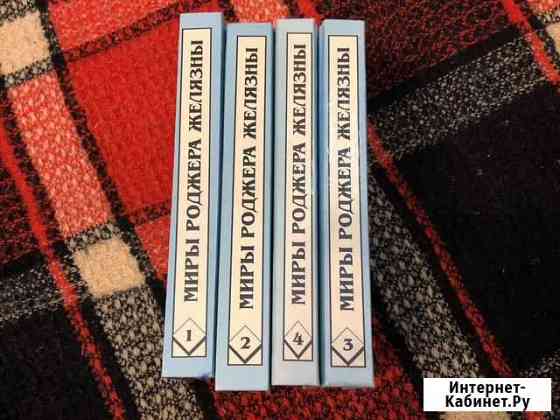 МИРЫ РОДЖЕРА ЖЕЛЯЗНЫ
1
МИРЫ РОДЖЕРА ЖЕЛЯЗНЫ
2
МИРЫ РОДЖЕРА ЖЕЛЯЗНЫ
4
МИРЫ РОДЖЕРА ЖЕЛЯЗНЫ
3
Интернет-
Кабинет.Ру